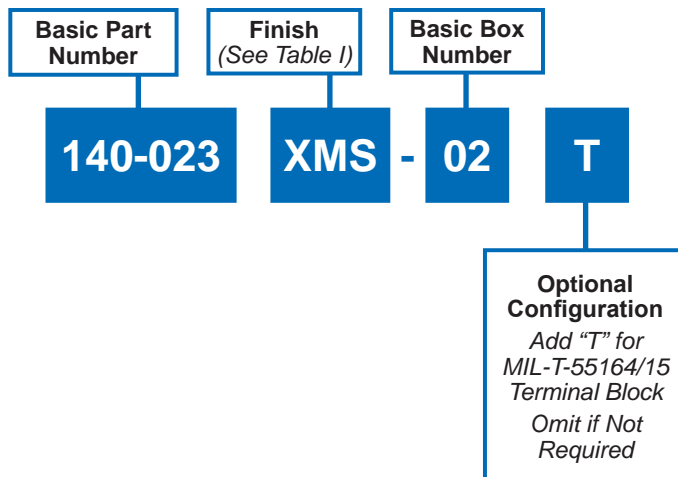 Basic Part
Number
Finish
(See Table I)
Basic Box
Number
140-023
XMS
-
02
T
Optional
Configuration
Add “T” for
MIL-T-55164/15
Terminal Block
Omit if Not
Required